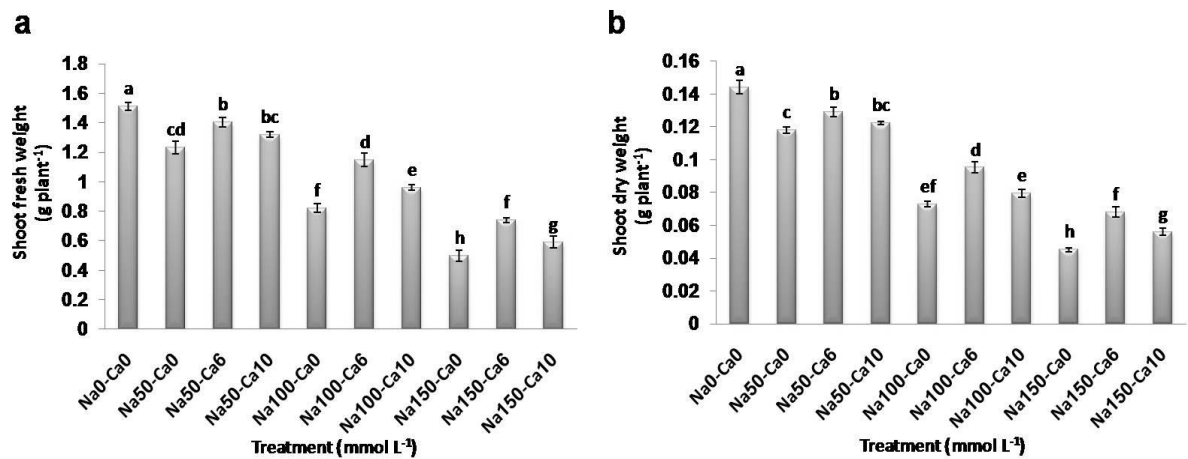 a
Shoot fresh weight
(g plant-1)
1.8
1.6
1.4
1.2
1
0.8
0.6
0.4
0.2
0
a
cd
b
bc
f
d
e
h
f
g
Na0-Ca0
Na50-Ca0
Na50-Ca6
Na50-Ca10
Na100-Ca0
Na100-Ca6
Na100-Ca10
Na150-Ca0
Na150-Ca6
Na150-Ca10
Treatment (mmol L-1)
b
Shoot dry weight
(g plant-1)
0.16
0.14
0.12
0.1
0.08
0.06
0.04
0.02
0
a
c
b
bc
ef
d
e
h
f
g
Na0-Ca0
Na50-Ca0
Na50-Ca6
Na50-Ca10
Na100-Ca0
Na100-Ca6
Na100-Ca10
Na150-Ca0
Na150-Ca6
Na150-Ca10
Treatment (mmol L-1)